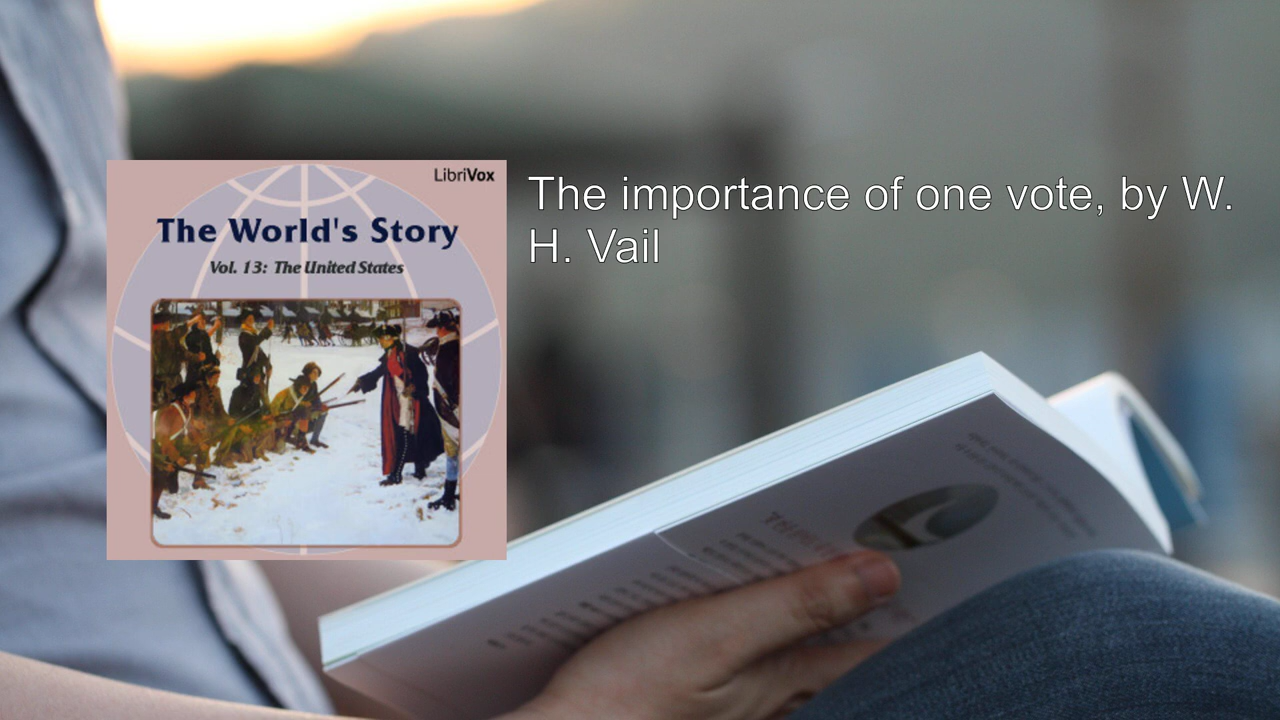 LibriVox
The World's Story
Vol. 13: The United States
The importance of one vote, by W.
H. Vail